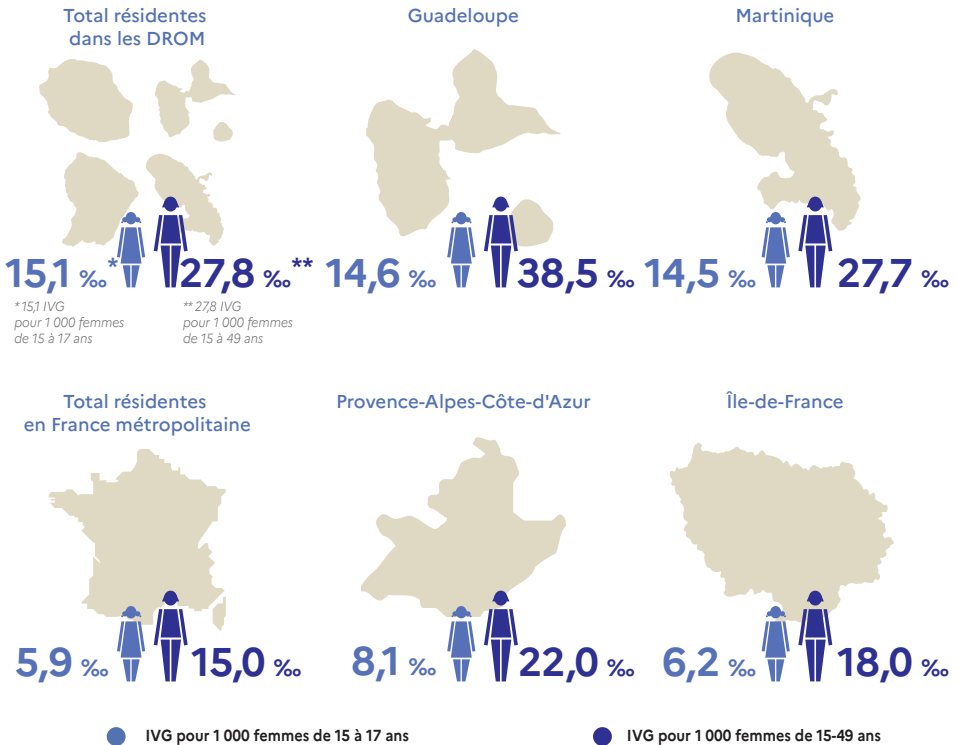 Total résidentes
dans les DROM
15,1 ‰*
27,8 ‰**
* 15,1 IVG
pour 1 000 femmes
de 15 à 17 ans
** 27,8 IVG
pour 1 000 femmes
de 15 à 49 ans
Guadeloupe
14,6 ‰
38,5 ‰
Martinique
14,5 ‰
27,7 ‰
Total résidentes
en France métropolitaine
5,9 ‰
15,0 ‰
Provence-Alpes-Côte-d'Azur
8,1 ‰
22,0 ‰
Île-de-France
6,2 ‰
18,0 ‰
IVG pour 1 000 femmes de 15 à 17 ans
IVG pour 1 000 femmes de 15-49 ans